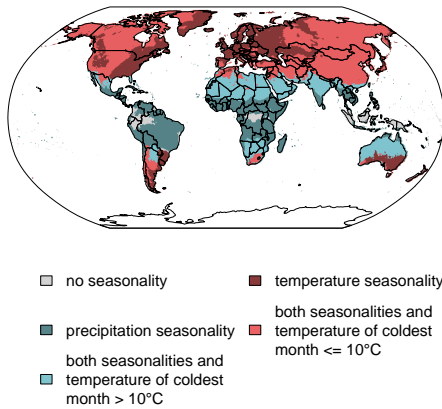 no seasonality
temperature seasonality
precipitation seasonality
both seasonalities and
temperature of coldest
month <= 10°C
both seasonalities and
temperature of coldest
month > 10°C